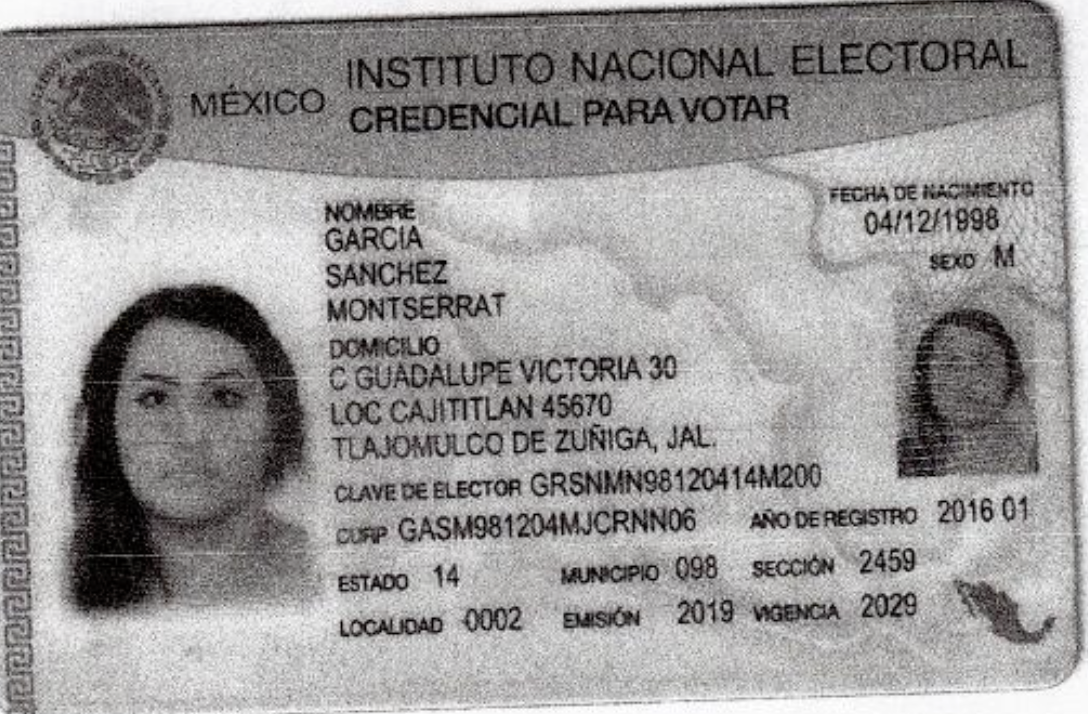 MÉXICO
INSTITUTO NACIONAL ELECTORAL
CREDENCIAL PARA VOTAR
NOMBRE
GARCIA
SANCHEZ
MONTSERRAT
FECHA DE NACIMIENTO
04/12/1998
SEXO M
DOMICILIO
C GUADALUPE VICTORIA 30
LOC CAJITITLAN 45670
TLAJOMULCO DE ZUÑIGA, JAL.
CLAVE DE ELECTOR GRSNMN98120414M200
CURP GASM981204MJCRNN06 AÑO DE REGISTRO 2016 01
ESTADO 14 MUNICIPIO 098 SECCIÓN 2459
LOCALIDAD 0002 EMISIÓN 2019 VIGENCIA 2029